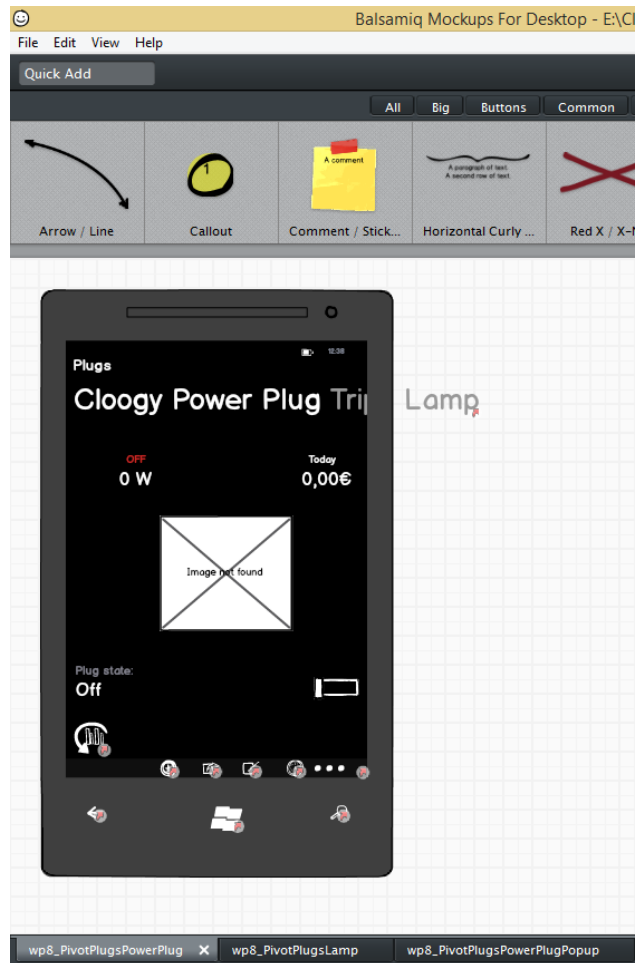 Balsamiq Mockups For Desktop - E:\Cl
File Edit View Help
Quick Add
All Big Buttons Common
1
A comment
A paragraph of text.
A second row of text.
Arrow / Line Callout Comment / Stick... Horizontal Curly ... Red X / X-
12:38
Plugs
Cloogy Power Plug Trip Lamp
OFF Today
0 W 0,00€
Image not found
Plug state:
Off
wp8_PivotPlugsPowerPlug X wp8_PivotPlugsLamp wp8_PivotPlugsPowerPlugPopup